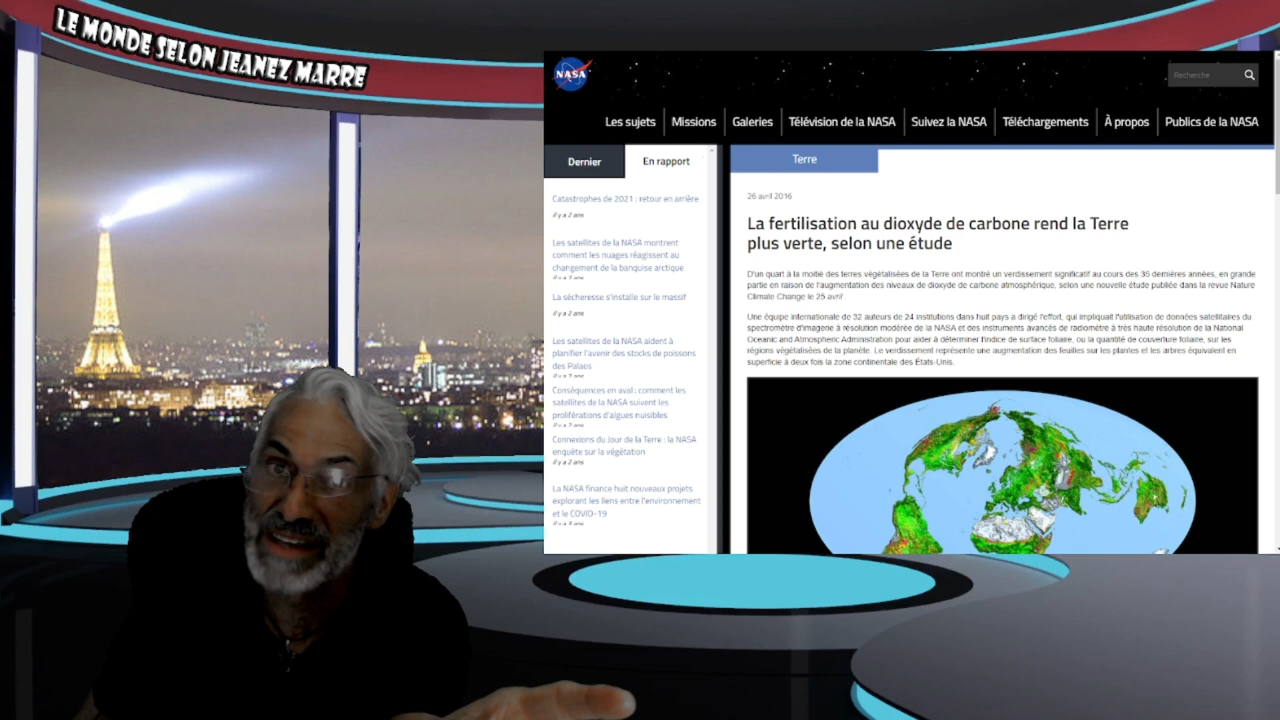 LE MONDE SELON JEANEZ MARRE
NASA
Recherche
Les sujets
Missions
Galeries
Télévision de la NASA
Suivez la NASA
Téléchargements
À propos
Publics de la NASA
Dernier
En rapport
Catastrophes de 2021 : retour en arrière
il y a 2 ans
Les satellites de la NASA montrent
comment les nuages réagissent au
changement de la banquise arctique
La sécheresse s'installe sur le massif
il y a 2 ans
Les satellites de la NASA aident à
planifier l'avenir des stocks de poissons
des Palaos
Conséquences en aval : comment les
satellites de la NASA suivent les
proliférations d'algues nuisibles
Connexions du Jour de la Terre : la NASA
enquête sur la végétation
il y a 2 ans
La NASA finance huit nouveaux projets
explorant les liens entre l'environnement
et le COVID-19
Terre
26 avril 2016
La fertilisation au dioxyde de carbone rend la Terre
plus verte, selon une étude
D'un quart à la moitié des terres végétalisées de la Terre ont montré un verdissement significatif au cours des 35 dernières années, en grande
partie en raison de l'augmentation des niveaux de dioxyde de carbone atmosphérique, selon une nouvelle étude publiée dans la revue Nature
Climate Change le 25 avril
Une équipe internationale de 32 auteurs de 24 institutions dans huit pays a dirigé l'effort, qui impliquait l'utilisation de données satellitaires du
spectromètre d'imagerie à résolution modérée de la NASA et des instruments avancés de radiomètre à très haute résolution de la National
Oceanic and Atmospheric Administration pour aider à déterminer l'indice de surface foliaire, ou la quantité de couverture foliaire, sur les
régions végétalisées de la planète. Le verdissement représente une augmentation des feuilles sur les plantes et les arbres équivalent en
superficie à deux fois la zone continentale des États-Unis.